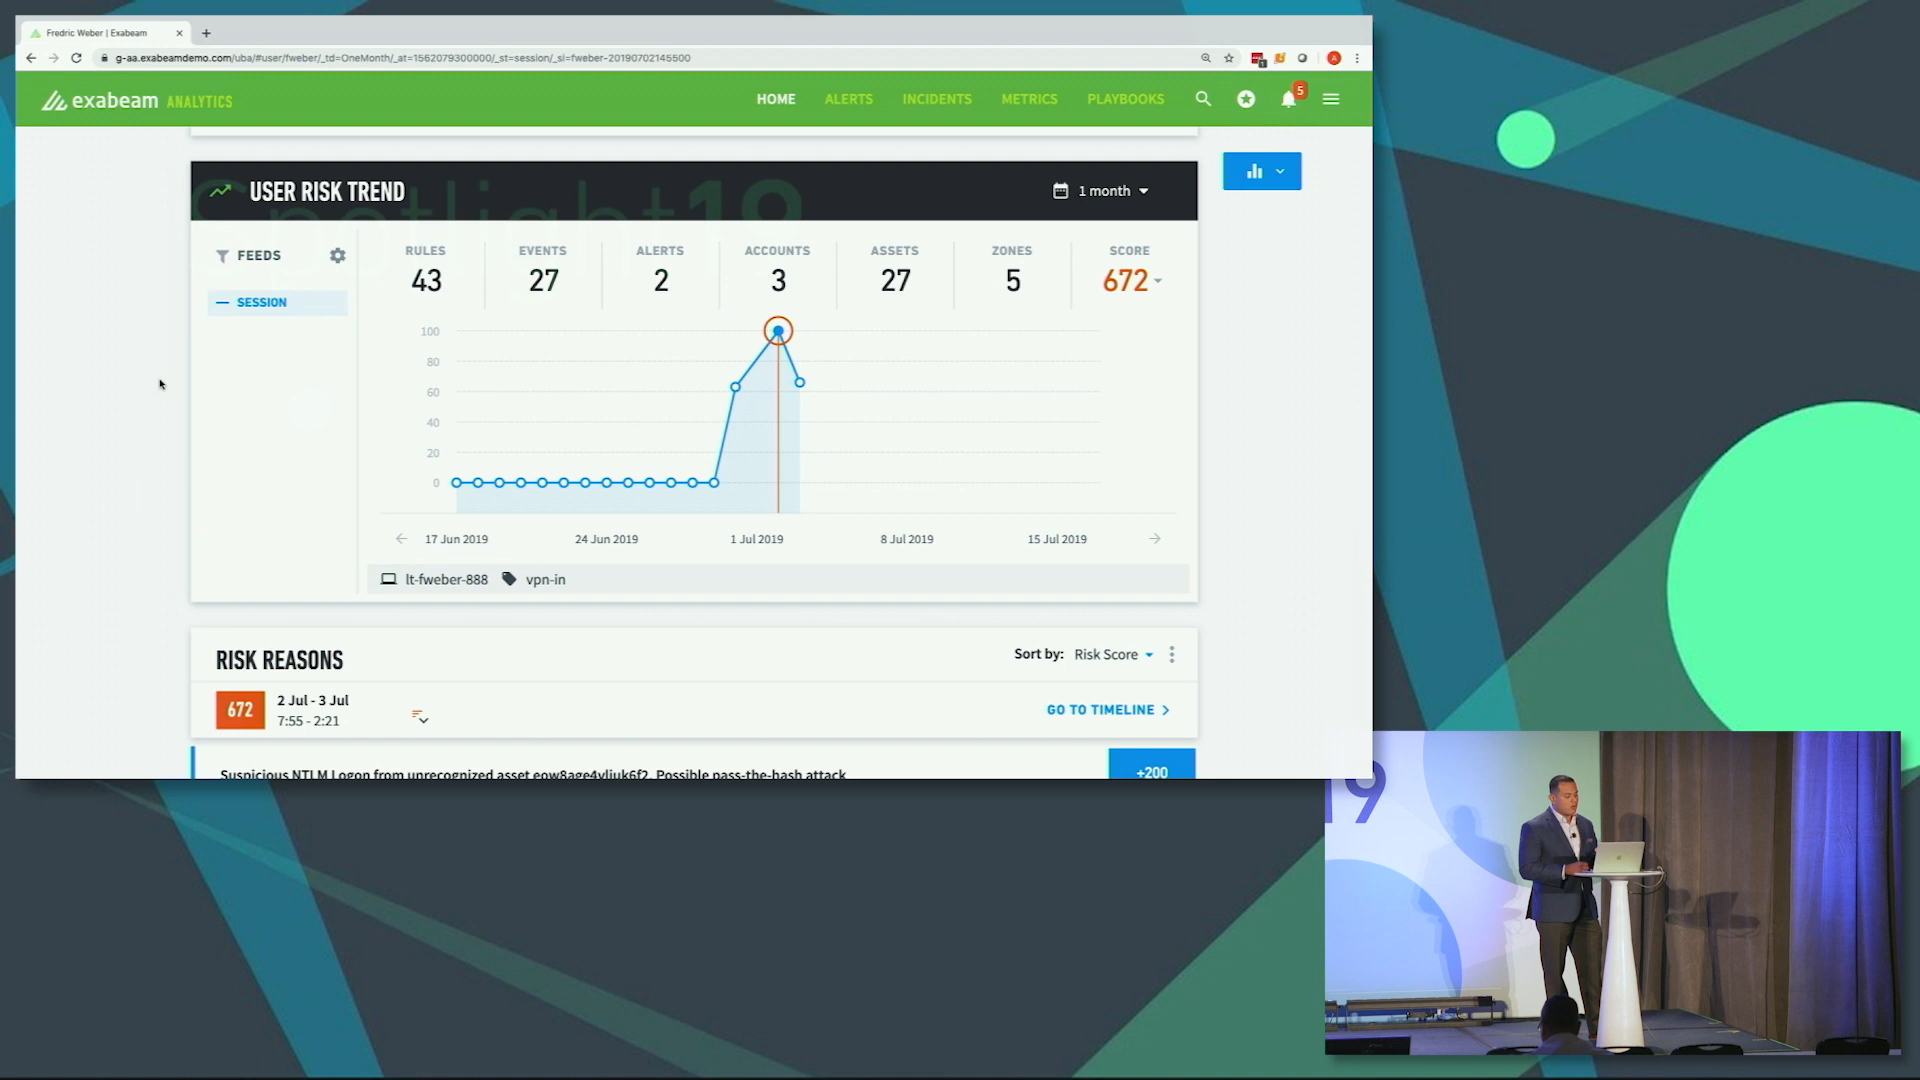 Fredric Weber | Exabeam
g-aa.exabeamdemo.com/uba/#user/fweber/_td=OneMonth/_at=1562079300000/_st=session/_si=fweber-20190702145500
1
A
exabeam ANALYTICS
HOME ALERTS INCIDENTS METRICS PLAYBOOKS
5
USER RISK TREND
1 month
Spotlight19
FEEDS
SESSION
RULES EVENTS ALERTS ACCOUNTS ASSETS ZONES SCORE
43 27 2 3 27 5 672
100
80
60
40
20
0
17 Jun 2019 24 Jun 2019 1 Jul 2019 8 Jul 2019 15 Jul 2019
lt-fweber-888 vpn-in
RISK REASONS
Sort by: Risk Score
672
2 Jul - 3 Jul
7:55 - 2:21
GO TO TIMELINE
Suspicious NTLM Logon from unrecognized asset eow8age4yliuk6f2. Possible pass-the-hash attack
+200
19